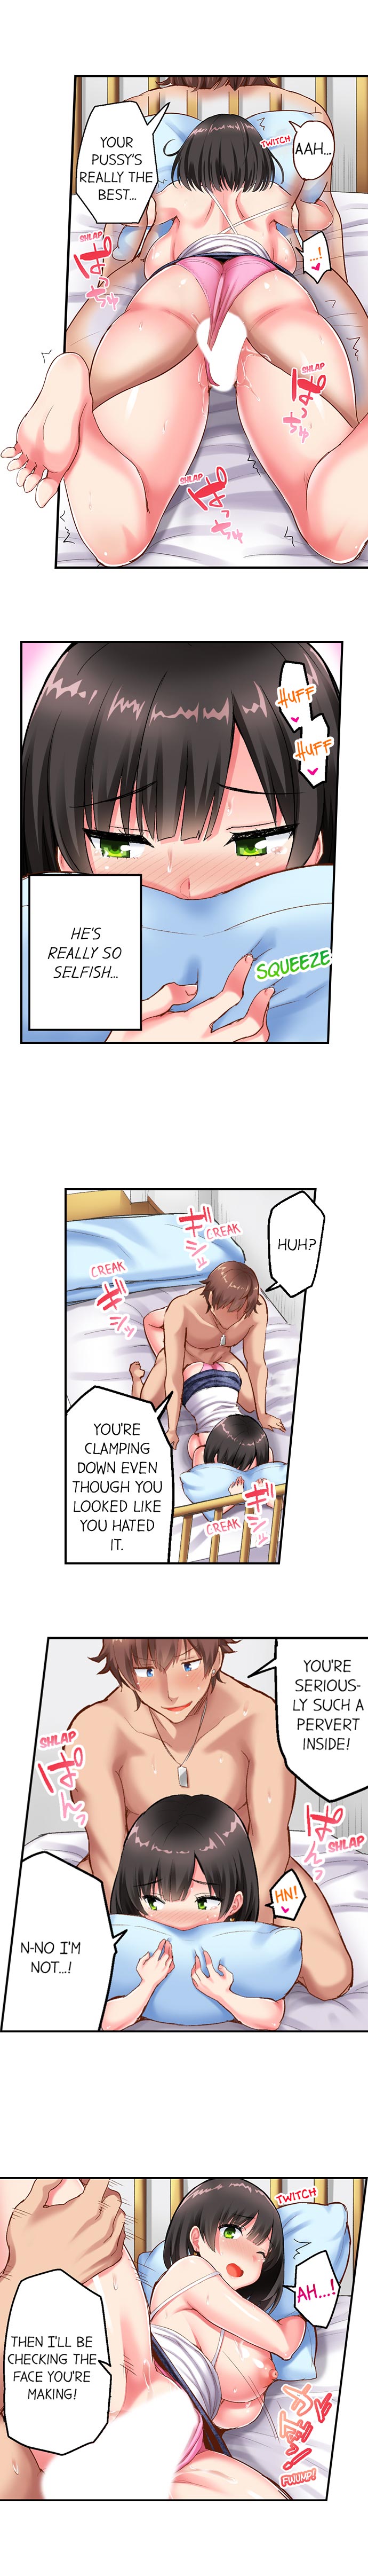 YOUR
PUSSY'S
REALLY THE
BEST...
TWITCH
AAH...
...!
SHLAP
SHLAP
SHLAP
HUFF
HUFF
HE'S
REALLY SO
SELFISH...
SQUEEZE
CREAK
HUH?
CREAK
YOU'RE
CLAMPING
DOWN EVEN
THOUGH YOU
LOOKED LIKE
YOU HATED
IT.
CREAK
YOU'RE
SERIOUS-
LY SUCH A
PERVERT
INSIDE!
SHLAP
SHLAP
HN!
N-NO I'M
NOT...!
TWITCH
AH...!
THEN I'LL BE
CHECKING THE
FACE YOU'RE
MAKING!
FWUMP!